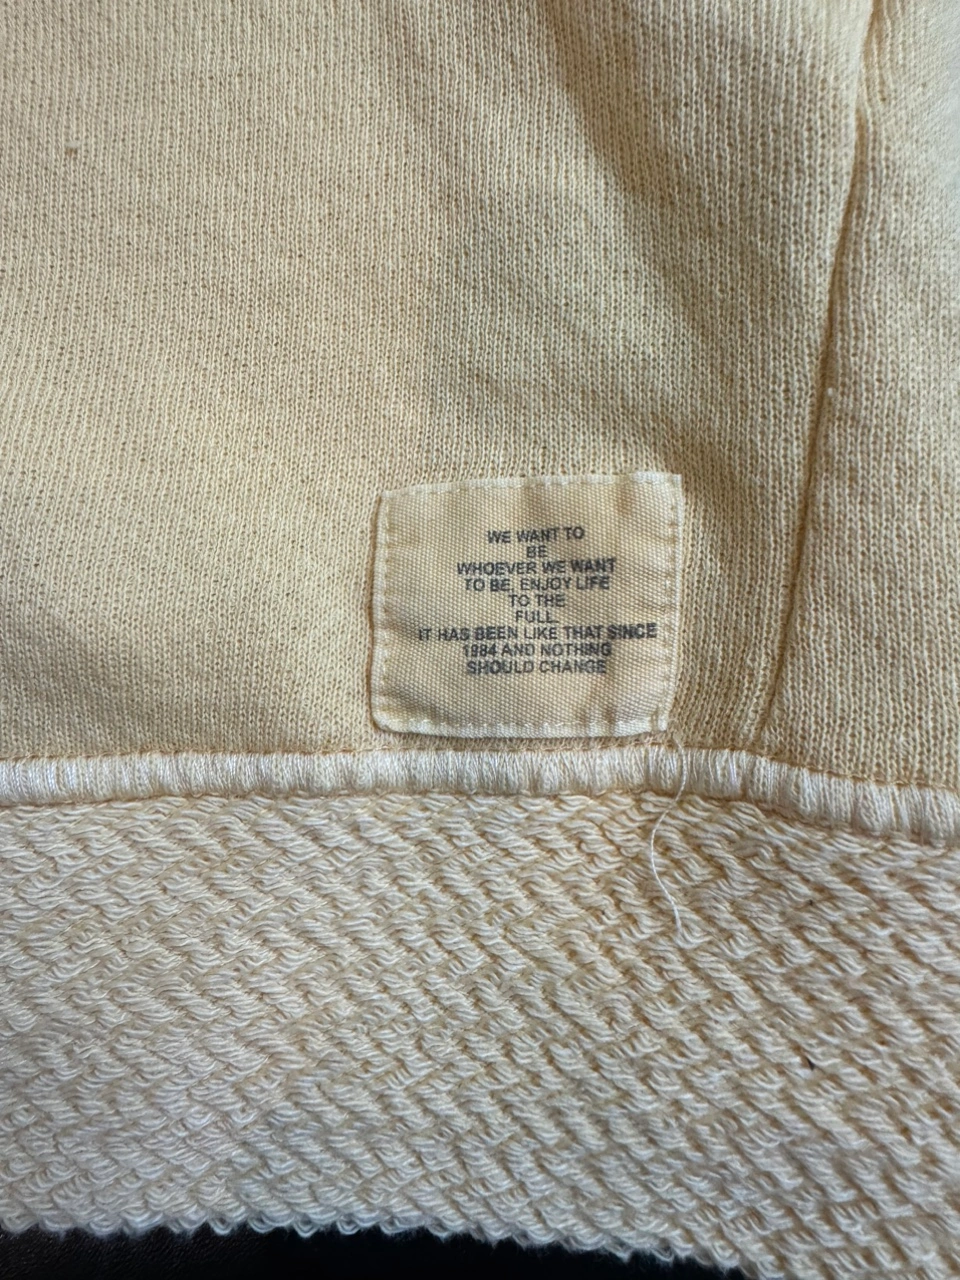 WE WANT TO
BE
WHOEVER WE WANT
TO BE, ENJOY LIFE
TO THE
FULL.
IT HAS BEEN LIKE THAT SINCE
1984 AND NOTHING
SHOULD CHANGE